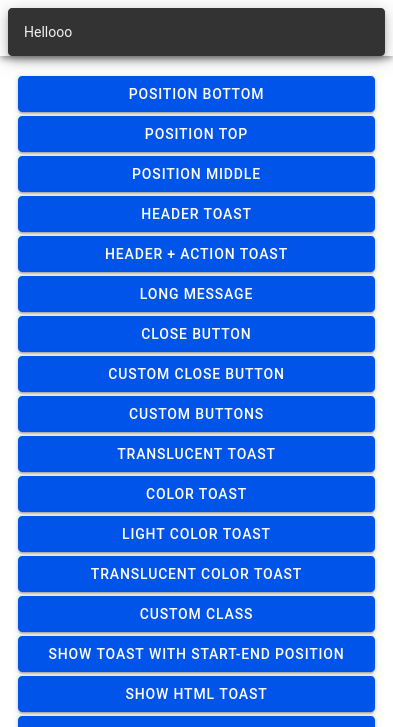 Hellooo
POSITION BOTTOM
POSITION TOP
POSITION MIDDLE
HEADER TOAST
HEADER + ACTION TOAST
LONG MESSAGE
CLOSE BUTTON
CUSTOM CLOSE BUTTON
CUSTOM BUTTONS
TRANSLUCENT TOAST
COLOR TOAST
LIGHT COLOR TOAST
TRANSLUCENT COLOR TOAST
CUSTOM CLASS
SHOW TOAST WITH START-END POSITION
SHOW HTML TOAST